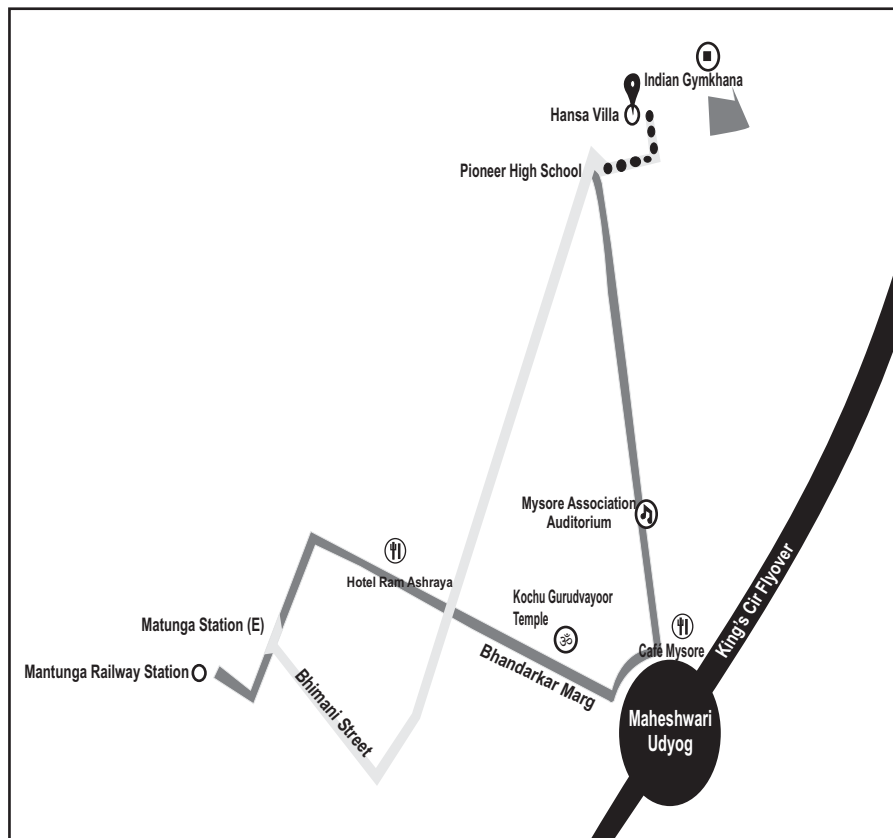 Indian Gymkhana
Hansa Villa
Pioneer High School
Mysore Association
Auditorium
King's Cir Flyover
Hotel Ram Ashraya
Kochu Gurudvayoor
Temple
Matunga Station (E)
Café Mysore
Bhandarkar Marg
Mantunga Railway Station
Bhimani Street
Maheshwari
Udyog
ॐ